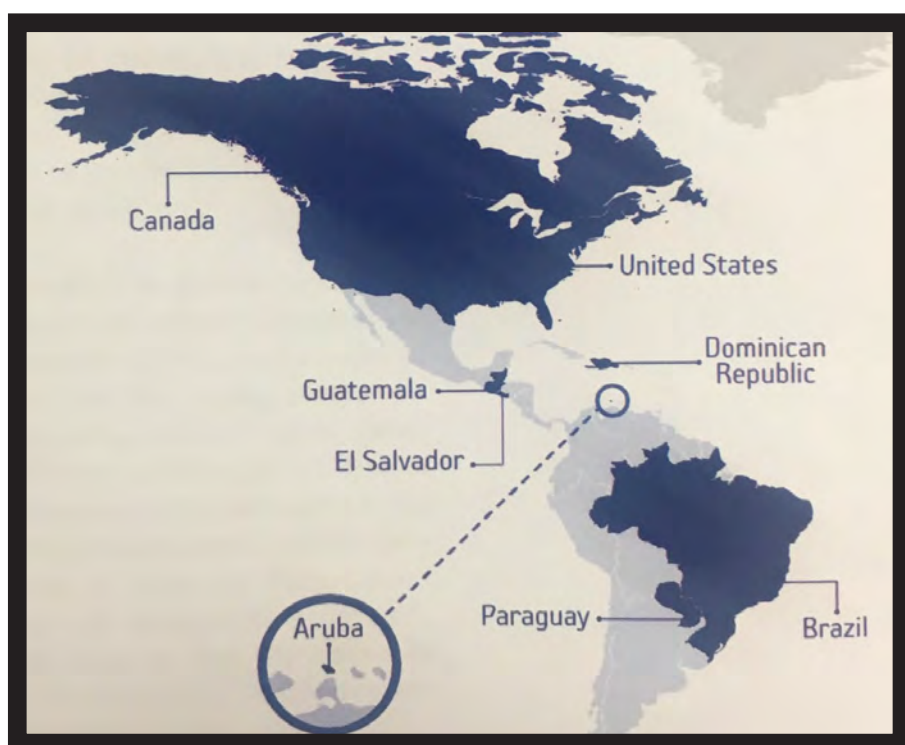 Canada
United States
Dominican
Republic
Guatemala
El Salvador
Aruba
Paraguay
Brazil